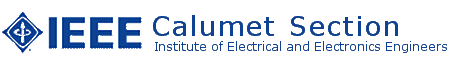 IEEE Calumet Section
Institute of Electrical and Electronics Engineers